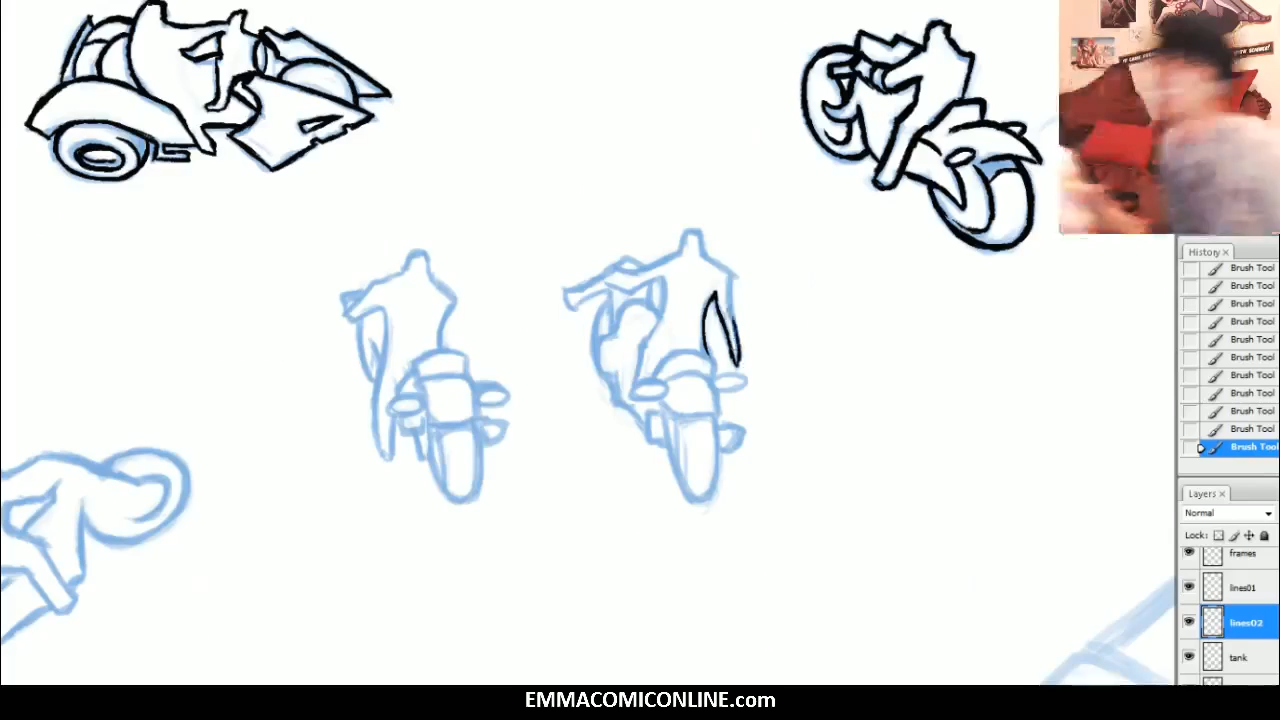 History
Brush Tool
Brush Tool
Brush Tool
Brush Tool
Brush Tool
Brush Tool
Brush Tool
Brush Tool
Brush Tool
Brush Tool
Brush Tool
Layers
Normal
Lock:
frames
lines01
lines02
tank
EMMACOMICONLINE.com